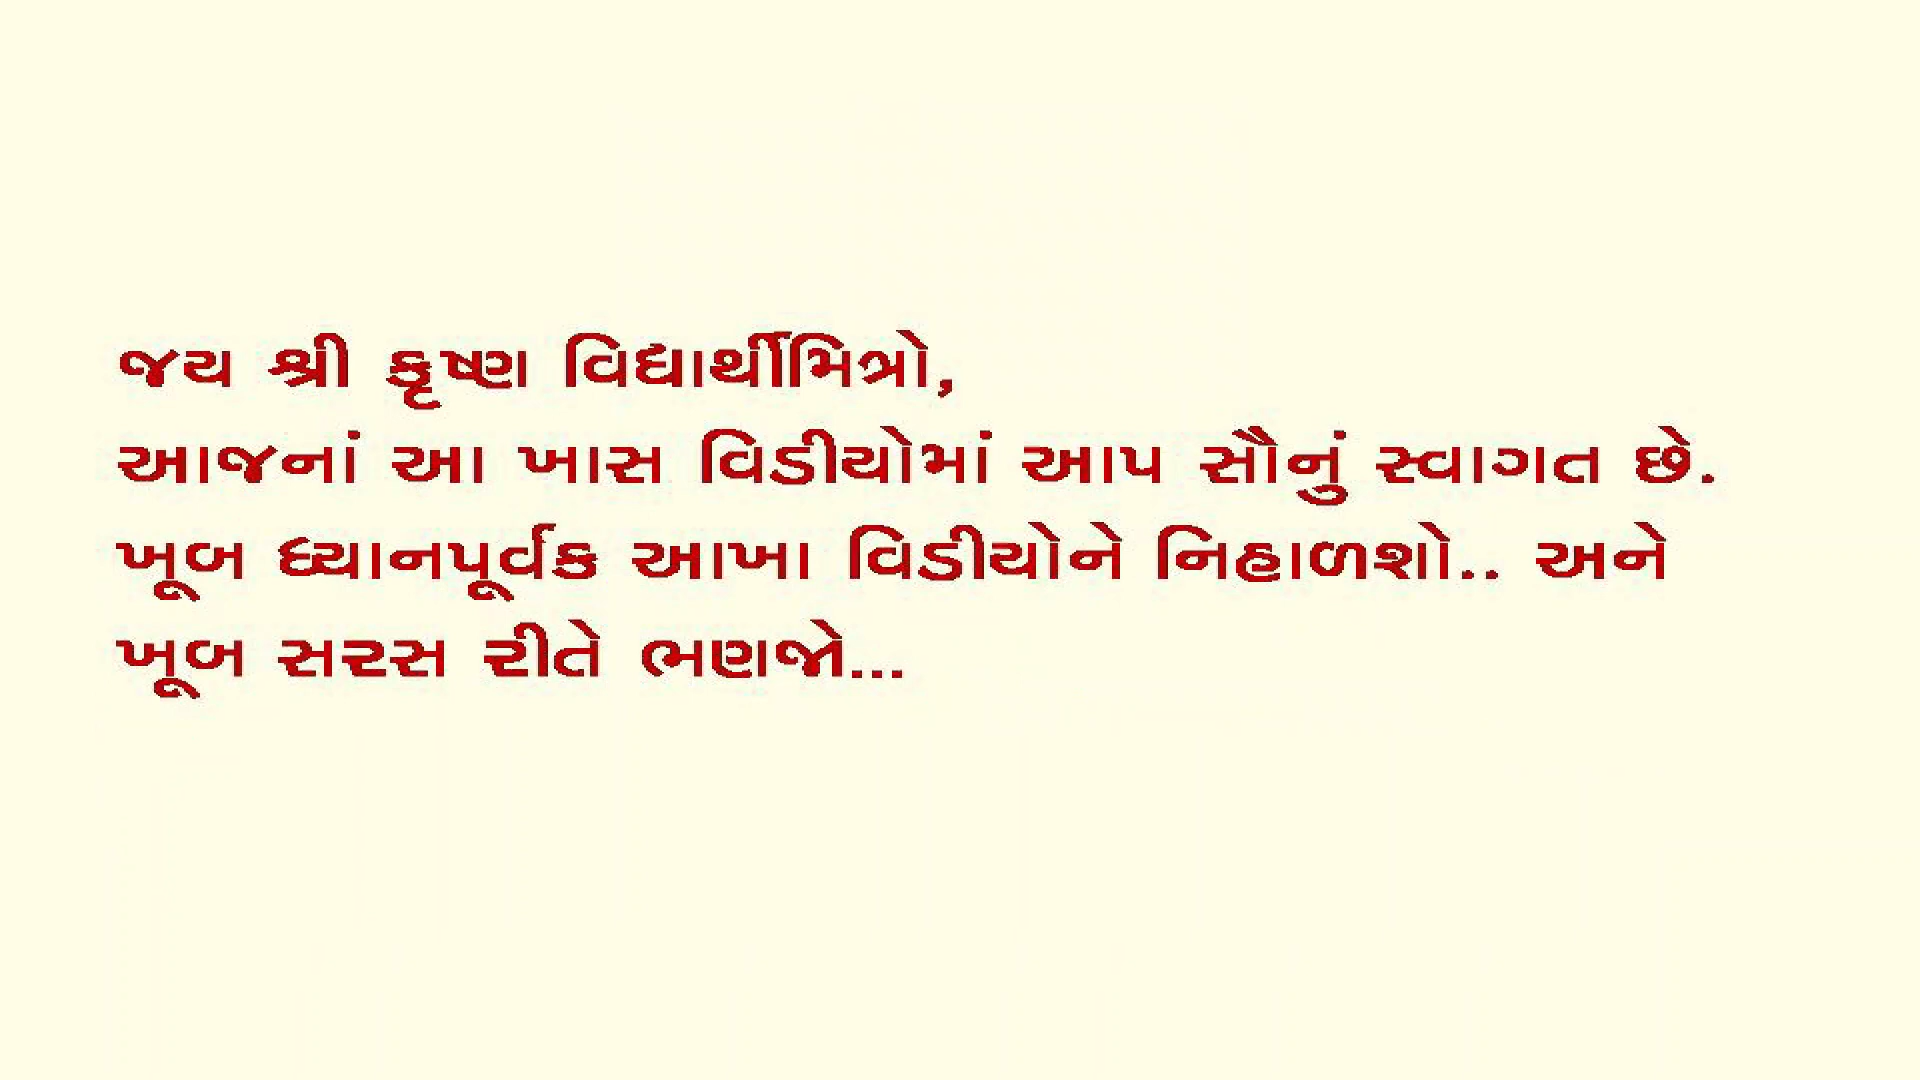 જય શ્રી કૃષ્ણ વિદ્યાર્થીમિત્રો,
આજનાં આ ખાસ વિડીયોમાં આપ સૌનું સ્વાગત છે.
ખૂબ ધ્યાનપૂર્વક આખા વિડીયોને નિહાળશો.. અને
ખૂબ સરસ રીતે ભણજો...